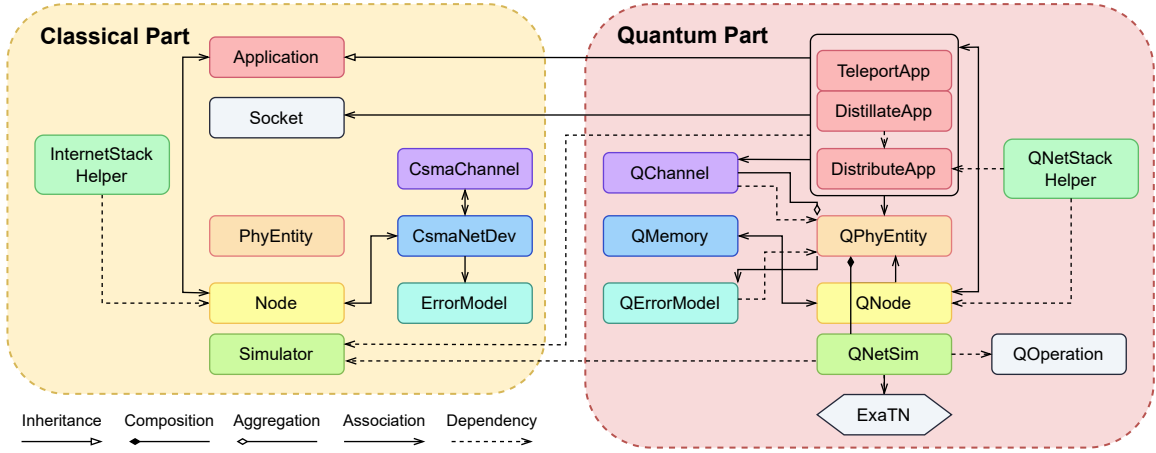 Classical Part
Application
Socket
InternetStack
Helper
CsmaChannel
PhyEntity
CsmaNetDev
Node
ErrorModel
Simulator
Quantum Part
TeleportApp
DistillateApp
DistributeApp
QChannel
QNetStack
Helper
QMemory
QPhyEntity
QErrorModel
QNode
QNetSim
QOperation
ExaTN
Inheritance
Composition
Aggregation
Association
Dependency